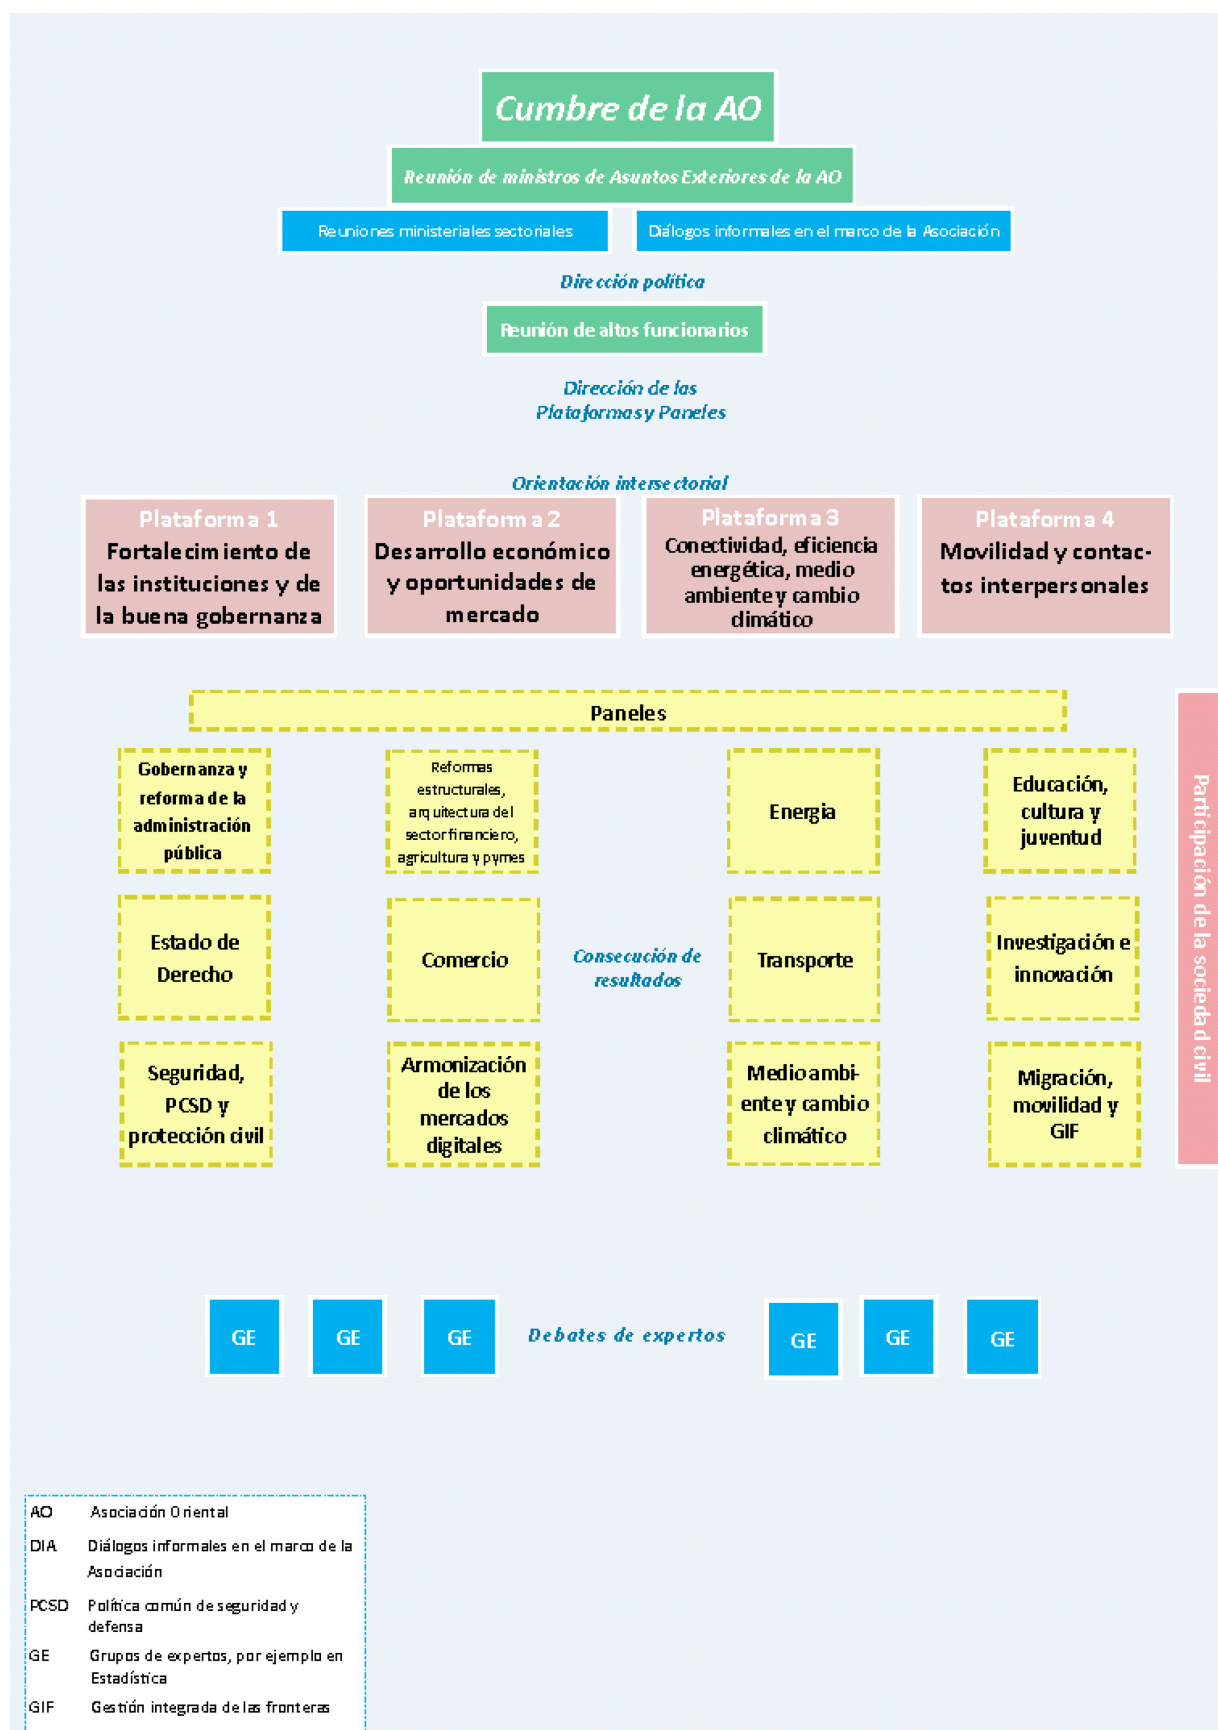 Cumbre de la AO
Reunión de ministros de Asuntos Exteriores de la AO
Reuniones ministeriales sectoriales
Diálogos informales en el marco de la Asociación
Dirección política
Reunión de altos funcionarios
Dirección de las
Plataformas y Paneles
Orientación intersectorial
Plataforma 1
Fortalecimiento de
las instituciones y de
la buena gobernanza
Plataforma 2
Desarrollo económico
y oportunidades de
mercado
Plataforma 3
Conectividad, eficiencia
energética, medio
ambiente y cambio
climático
Plataforma 4
Movilidad y contac-
tos interpersonales
Paneles
Gobernanza y
reforma de la
administración
pública
Reformas
estructurales,
arquitectura del
sector financiero,
agricultura y pymes
Energia
Educación,
cultura y
juventud
Estado de
Derecho
Comercio
Consecución de
resultados
Transporte
Investigación e
innovación
Seguridad,
PCSD y
protección civil
Armonización
de los
mercados
digitales
Medio ambi-
ente y cambio
climático
Migración,
movilidad y
GIF
Participación de la sociedad civil
GE
GE
GE
Debates de expertos
GE
GE
GE
AO Asociación Oriental
DIA Diálogos informales en el marco de la
Asociación
PCSD Política común de seguridad y
defensa
GE Grupos de expertos, por ejemplo en
Estadística
GIF Gestión integrada de las fronteras